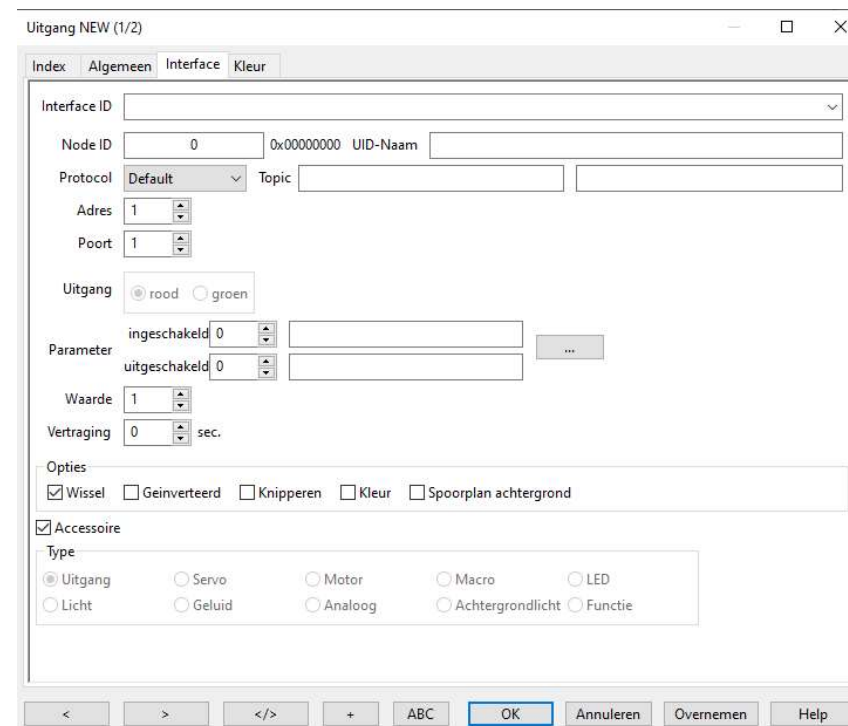 Uitgang NEW (1/2)
Index Algemeen Interface Kleur
Interface ID
Node ID 0 0x00000000 UID-Naam
Protocol Default Topic
Adres 1
Poort 1
Uitgang rood groen
ingeschakeld 0
Parameter ...
uitgeschakeld 0
Waarde 1
Vertraging 0 sec.
Opties
Wissel Geinverteerd Knipperen Kleur Spoorplan achtergrond
Accessoire
Type
Uitgang Servo Motor Macro LED
Licht Geluid Analoog Achtergrondlicht Functie
< > </> + ABC OK Annuleren Overnemen Help